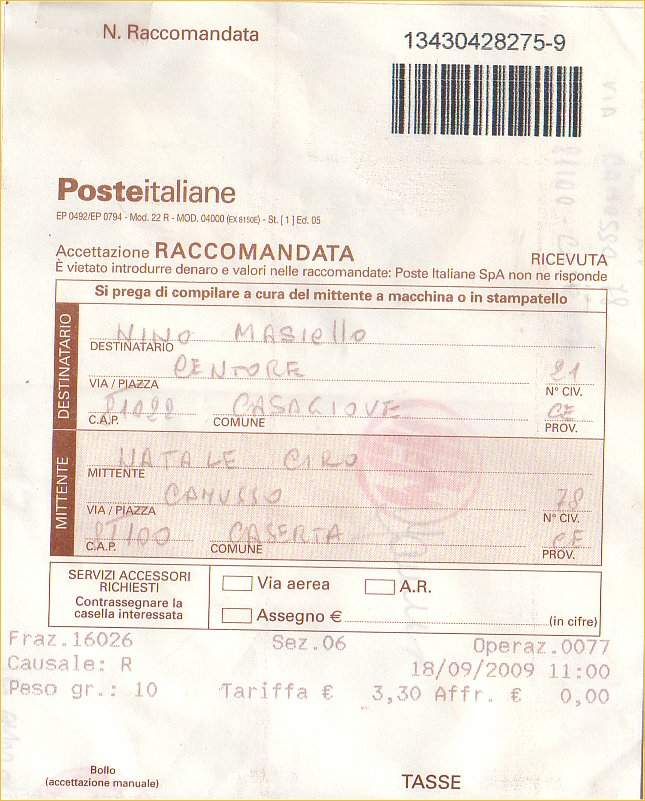 N. Raccomandata
13430428275-9
Posteitaliane
EP 0492/EP 0794 - Mod. 22 R - MOD. 04000 (EX 8150E) - St. [ 1 ] Ed. 05
Accettazione RACCOMANDATA RICEVUTA
È vietato introdurre denaro e valori nelle raccomandate: Poste Italiane SpA non ne risponde
Si prega di compilare a cura del mittente a macchina o in stampatello
DESTINATARIO
NINO MASIELLO
DESTINATARIO
CENTORE 21
VIA / PIAZZA N° CIV.
81022 CASAGIOVE CE
C.A.P. COMUNE PROV.
MITTENTE
NATALE CIRO
MITTENTE
CANUSSO 78
VIA / PIAZZA N° CIV.
81100 CASERTA CE
C.A.P. COMUNE PROV.
SERVIZI ACCESSORI
RICHIESTI
Contrassegnare la
casella interessata
Via aerea A.R.
Assegno € (in cifre)
Fraz.16026 Sez.06 Operaz.0077
Causale: R 18/09/2009 11:00
Peso gr.: 10 Tariffa € 3,30 Affr. € 0,00
Bollo
(accettazione manuale)
TASSE